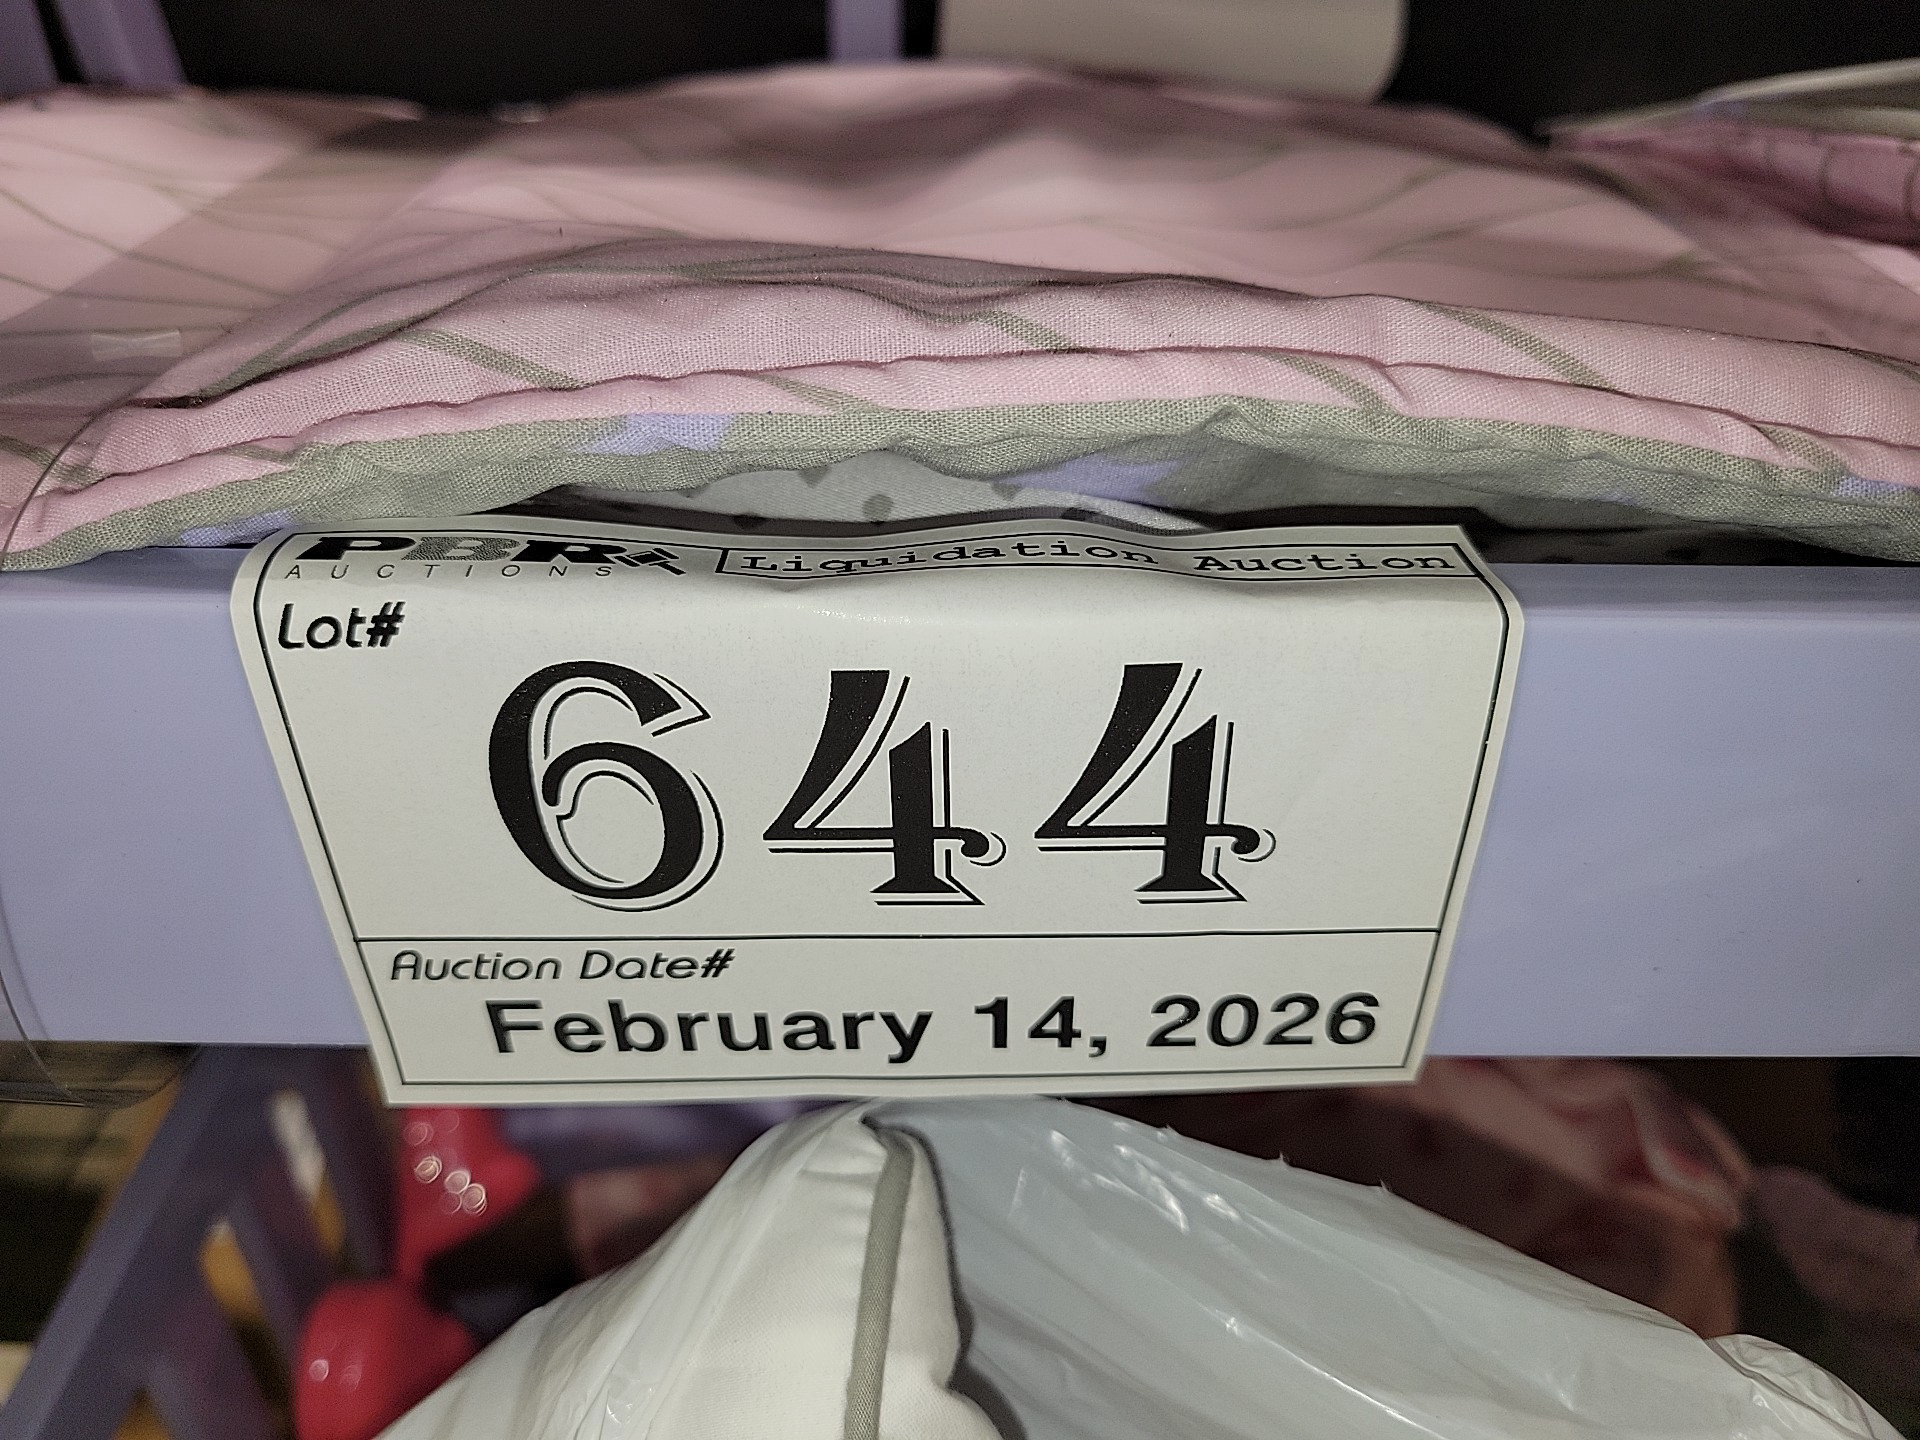 PBR
AUCTIONS
Liquidation Auction
Lot#
644
Auction Date#
February 14, 2026